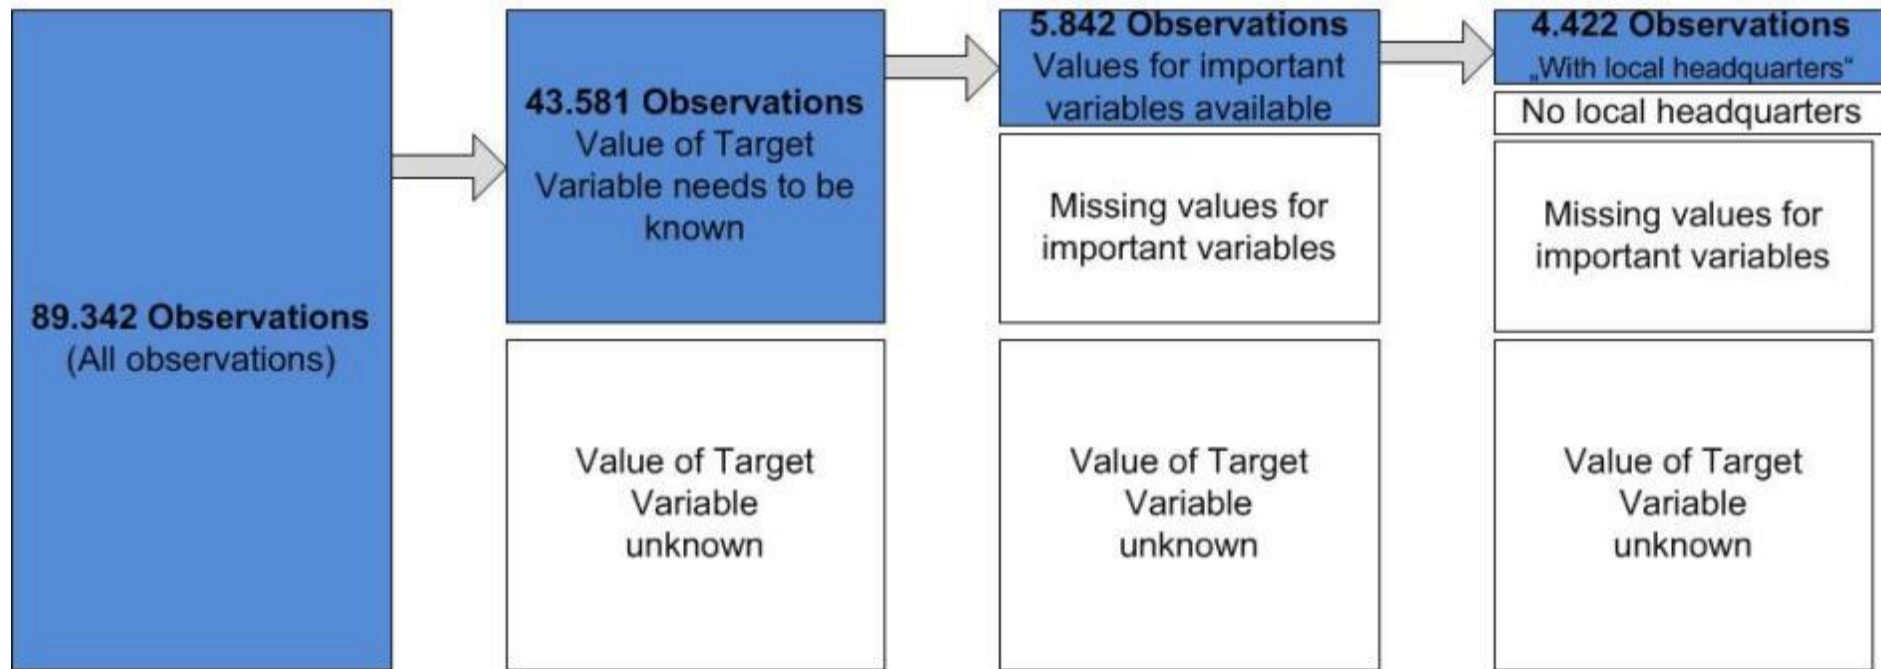 89.342 Observations
(All observations)
43.581 Observations
Value of Target
Variable needs to be
known
Value of Target
Variable
unknown
5.842 Observations
Values for important
variables available
Missing values for
important variables
Value of Target
Variable
unknown
4.422 Observations
„With local headquarters“
No local headquarters
Missing values for
important variables
Value of Target
Variable
unknown